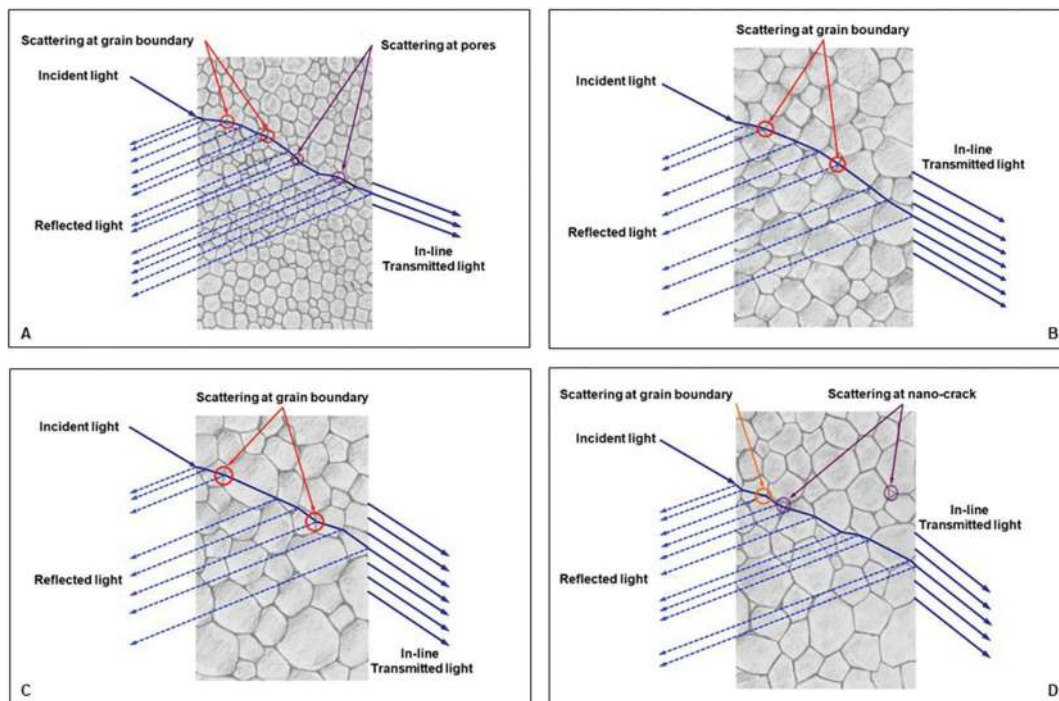 Scattering at grain boundary
Scattering at pores
Incident light
Reflected light
In-line
Transmitted light
A
Scattering at grain boundary
Incident light
In-line
Transmitted light
Reflected light
B
Scattering at grain boundary
Incident light
Reflected light
In-line
Transmitted light
C
Scattering at grain boundary
Scattering at nano-crack
Incident light
In-line
Transmitted light
Reflected light
D